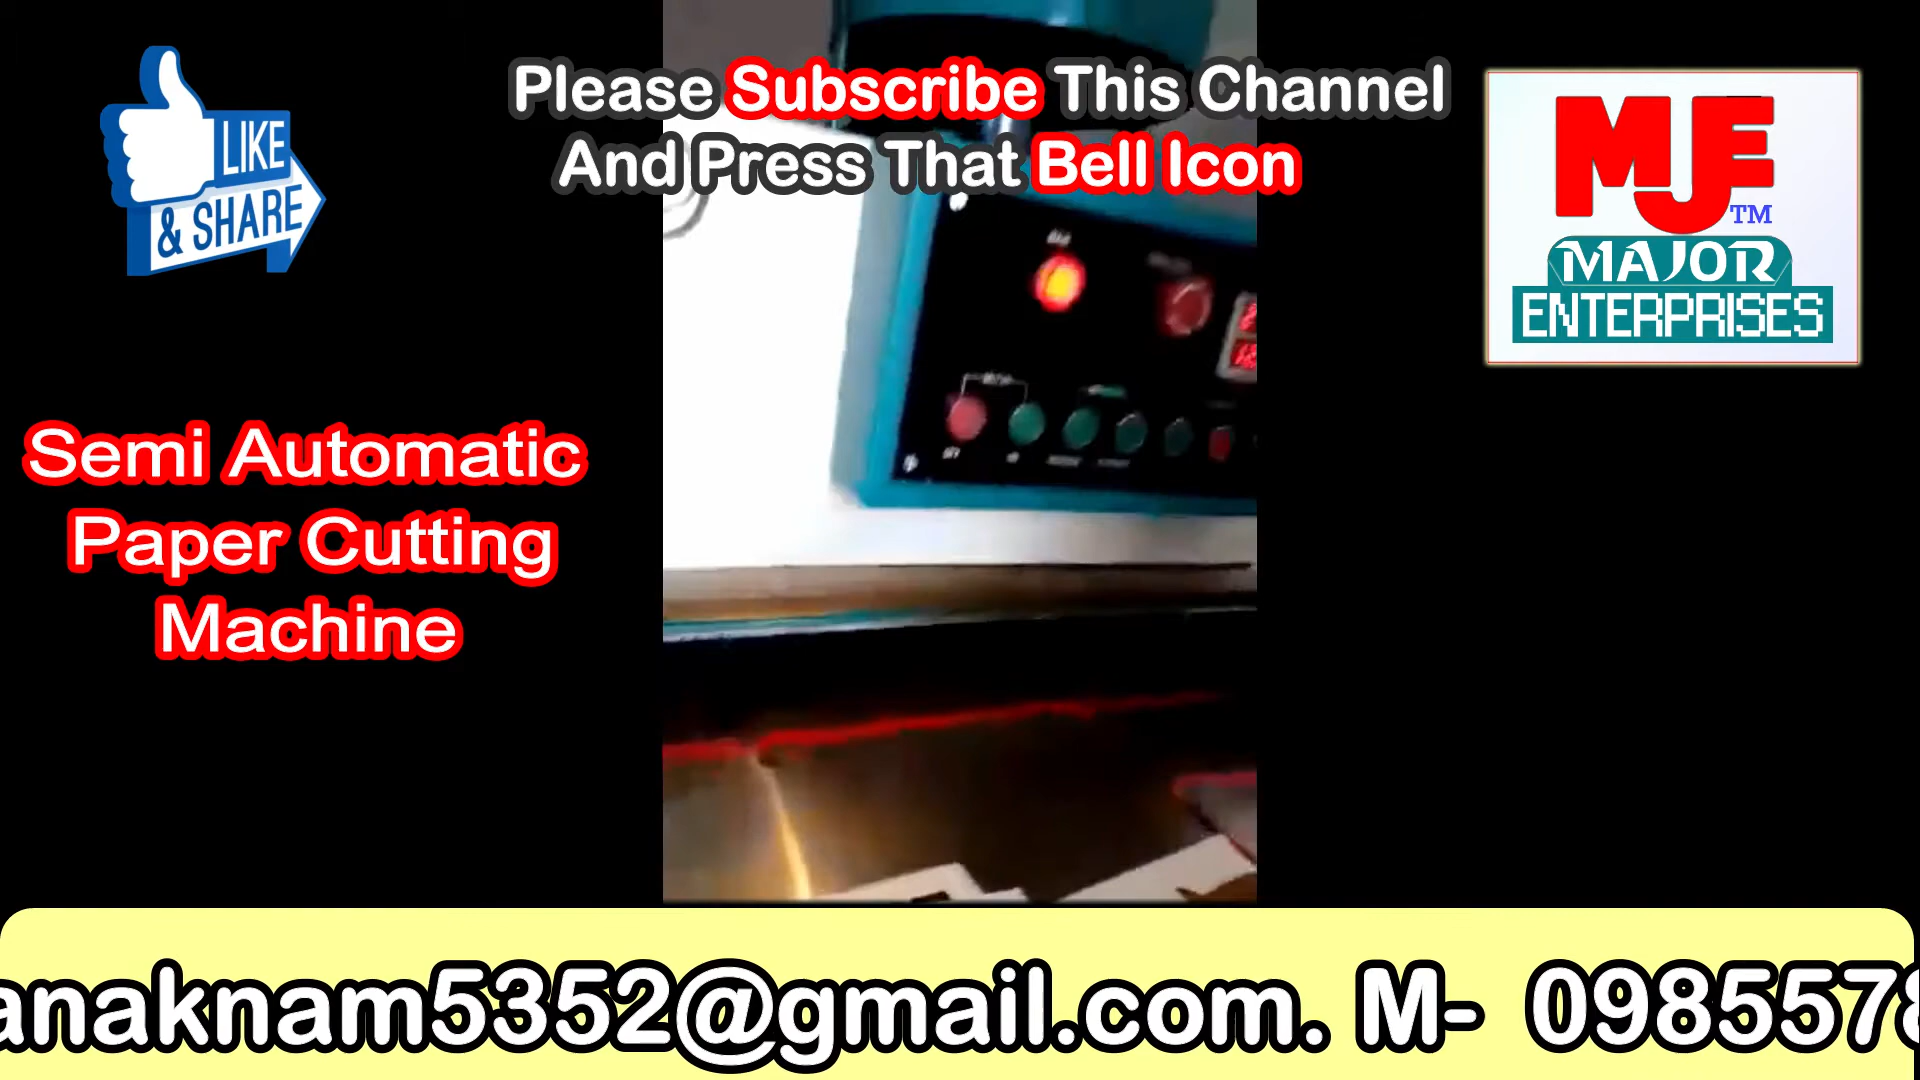 LIKE
& SHARE
Please Subscribe This Channel
And Press That Bell Icon
MJE
TM
MAJOR
ENTERPRISES
Semi Automatic
Paper Cutting
Machine
anaknam5352@gmail.com. M- 0985578